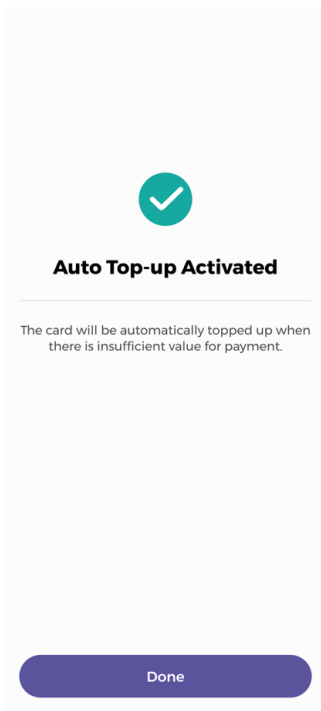 Auto Top-up Activated
The card will be automatically topped up when
there is insufficient value for payment.
Done